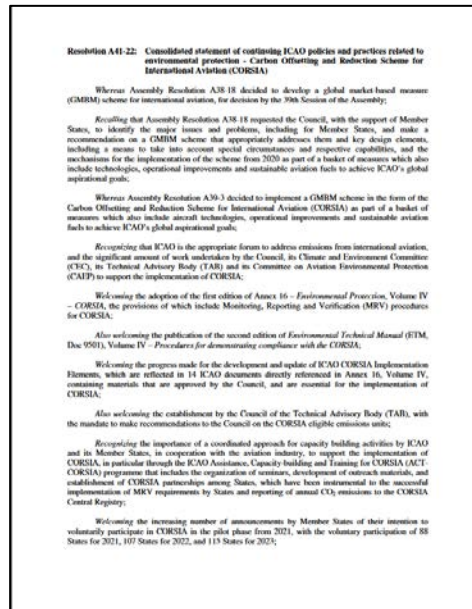 Resolution A41-22: Consolidated statement of continuing ICAO policies and practices related to
environmental protection - Carbon Offsetting and Reduction Scheme for
International Aviation (CORSIA)
Whereas Assembly Resolution A38-18 decided to develop a global market-based measure
(GMBM) scheme for international aviation, for decision by the 39th Session of the Assembly;
Recalling that Assembly Resolution A38-18 requested the Council, with the support of Member
States, to identify the major issues and problems, including for Member States, and make a
recommendation on a GMBM scheme that appropriately addresses them and key design elements,
including a means to take into account special circumstances and respective capabilities, and the
mechanisms for the implementation of the scheme from 2020 as part of a basket of measures which also
include technologies, operational improvements and sustainable aviation fuels to achieve ICAO's global
aspirational goals;
Whereas Assembly Resolution A39-3 decided to implement a GMBM scheme in the form of the
Carbon Offsetting and Reduction Scheme for International Aviation (CORSIA) as part of a basket of
measures which also include aircraft technologies, operational improvements and sustainable aviation
fuels to achieve ICAO's global aspirational goals;
Recognizing that ICAO is the appropriate forum to address emissions from international aviation,
and the significant amount of work undertaken by the Council, its Climate and Environment Committee
(CEC), its Technical Advisory Body (TAB) and its Committee on Aviation Environmental Protection
(CAEP) to support the implementation of CORSIA;
Welcoming the adoption of the first edition of Annex 16 – Environmental Protection, Volume IV
– CORSIA, the provisions of which include Monitoring, Reporting and Verification (MRV) procedures
for CORSIA;
Also welcoming the publication of the second edition of Environmental Technical Manual (ETM,
Doc 9501), Volume IV – Procedures for demonstrating compliance with the CORSIA;
Welcoming the progress made for the development and update of ICAO CORSIA Implementation
Elements, which are reflected in 14 ICAO documents directly referenced in Annex 16, Volume IV,
containing materials that are approved by the Council, and are essential for the implementation of
CORSIA;
Also welcoming the establishment by the Council of the Technical Advisory Body (TAB), with
the mandate to make recommendations to the Council on the CORSIA eligible emissions units;
Recognizing the importance of a coordinated approach for capacity building activities by ICAO
and its Member States, in cooperation with the aviation industry, to support the implementation of
CORSIA, in particular through the ICAO Assistance, Capacity-building and Training for CORSIA (ACT-
CORSIA) programme that includes the organization of seminars, development of outreach materials, and
establishment of CORSIA partnerships among States, which have been instrumental to the successful
implementation of MRV requirements by States and reporting of annual CO₂ emissions to the CORSIA
Central Registry;
Welcoming the increasing number of announcements by Member States of their intention to
voluntarily participate in CORSIA in the pilot phase from 2021, with the voluntary participation of 88
States for 2021, 107 States for 2022, and 115 States for 2023;